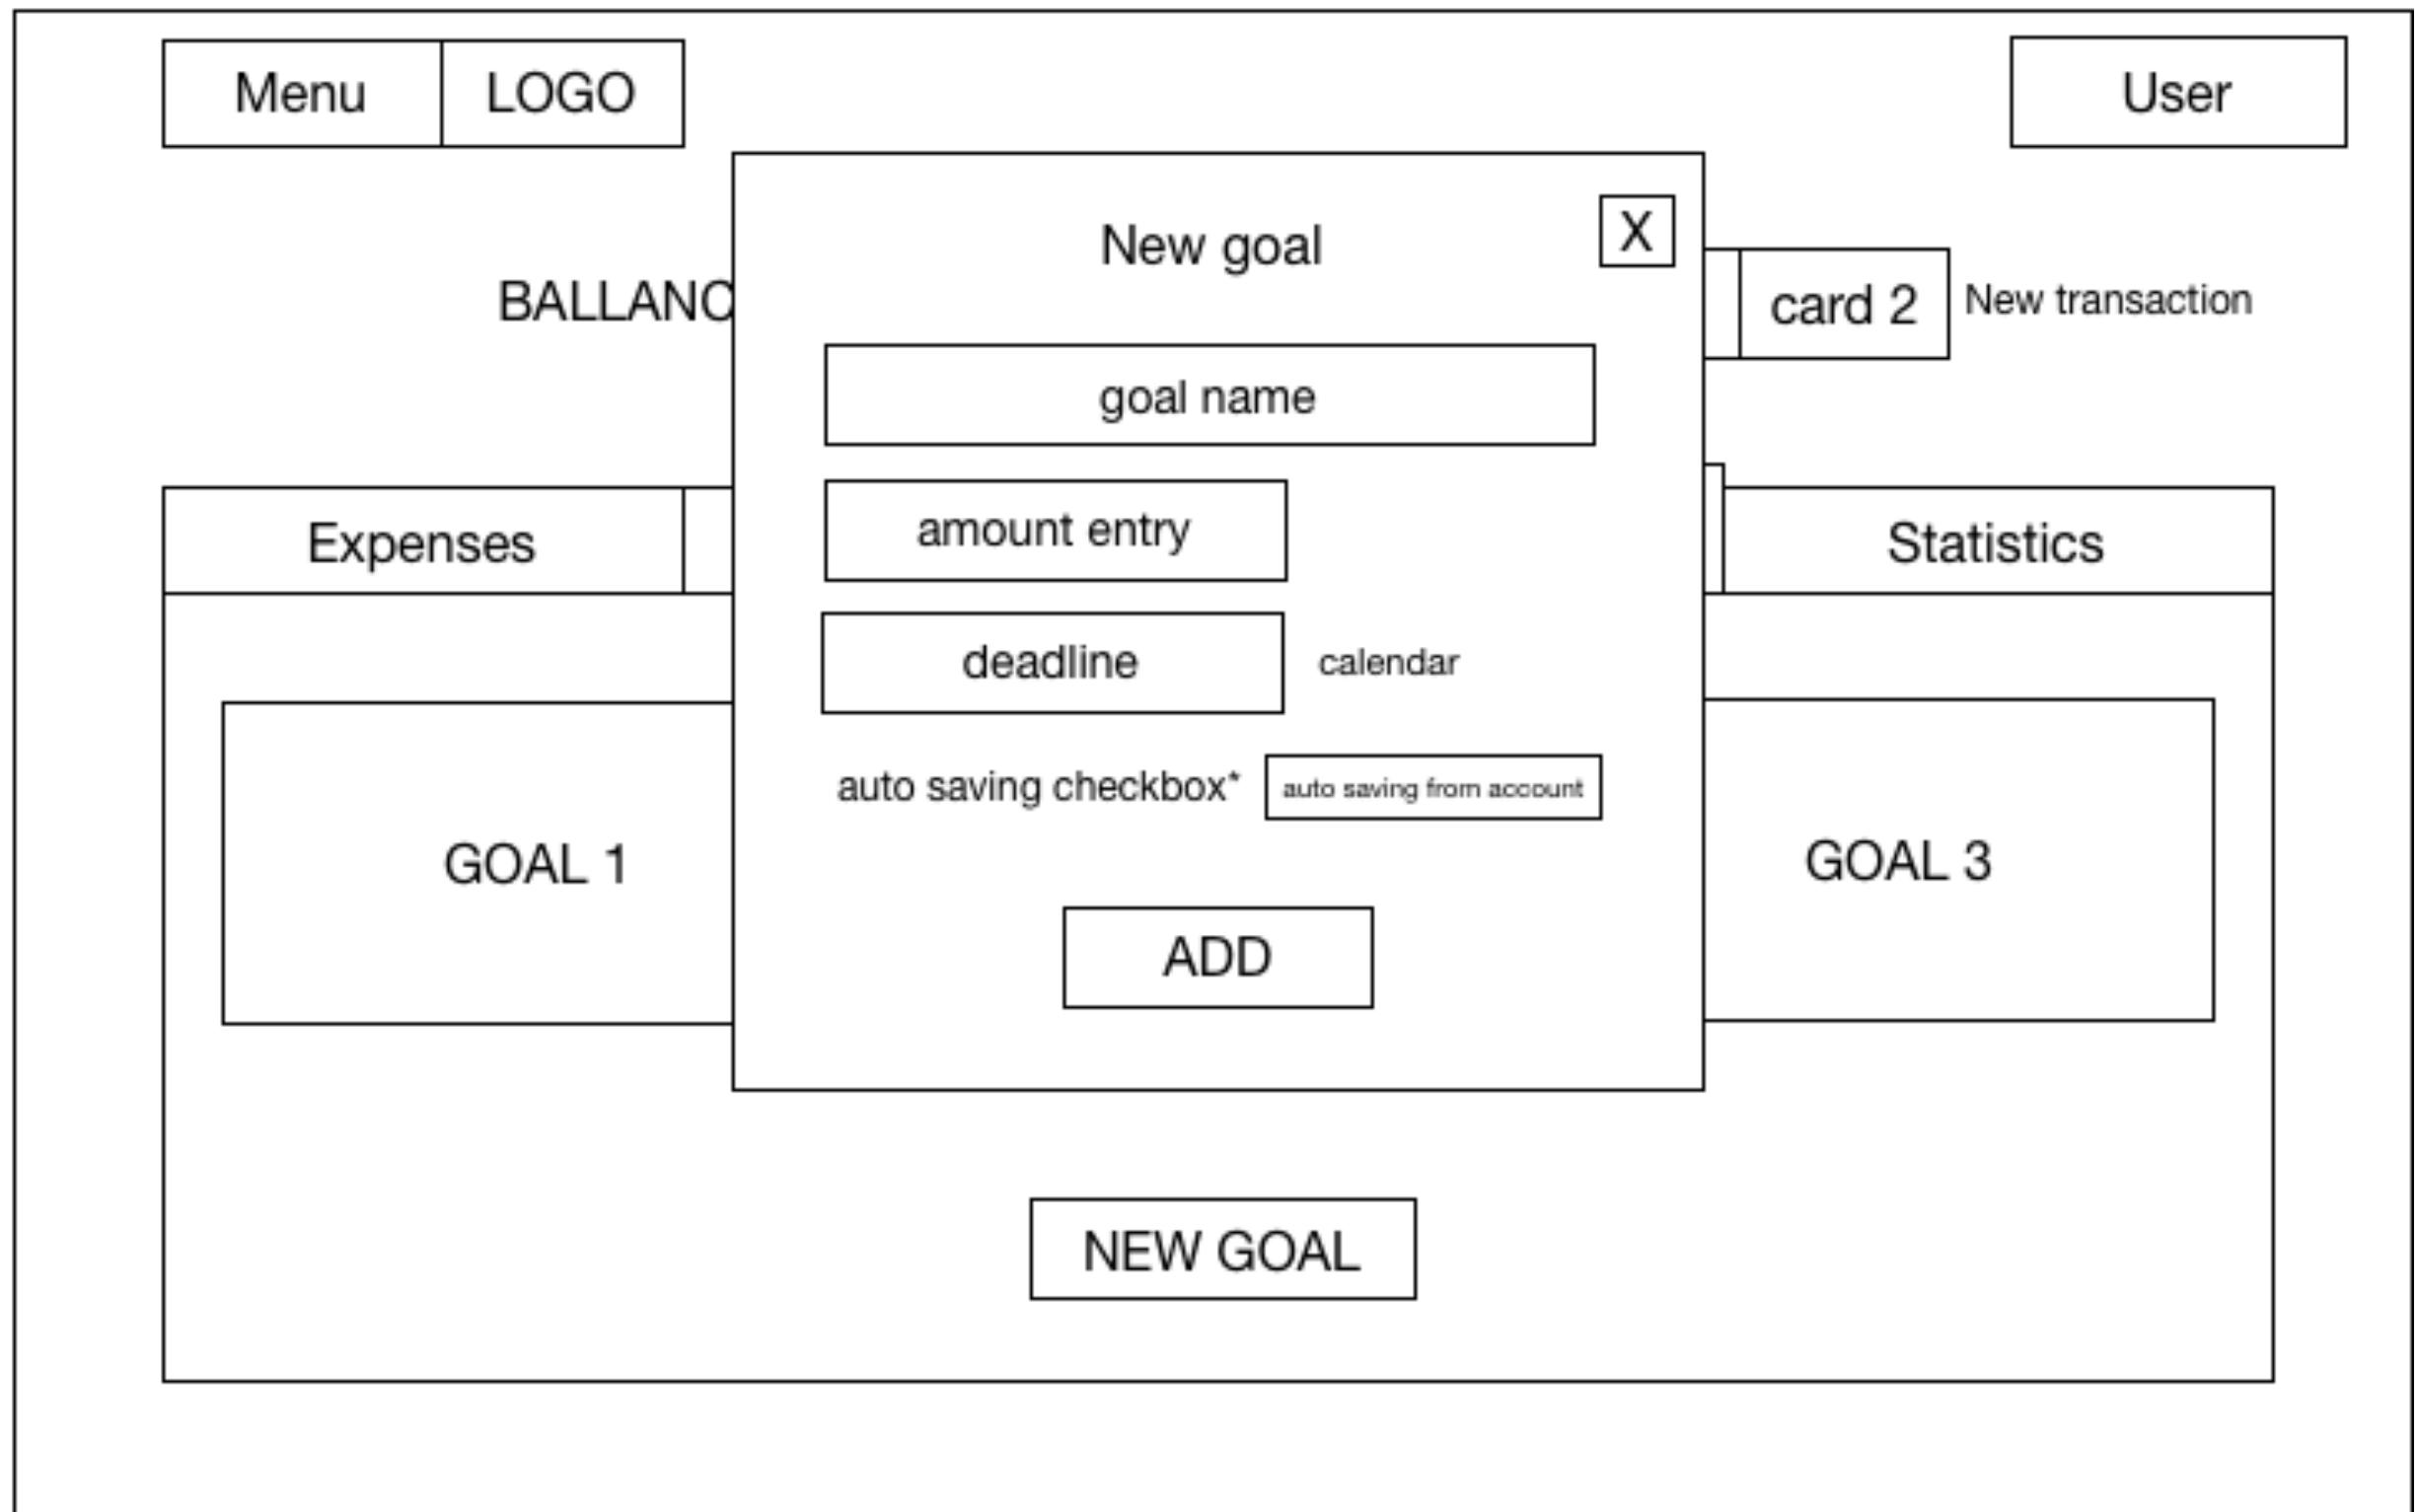 Menu
LOGO
User
New goal
X
BALLANC
card 2
New transaction
goal name
amount entry
Expenses
Statistics
deadline
calendar
auto saving checkbox*
auto saving from account
GOAL 1
GOAL 3
ADD
NEW GOAL